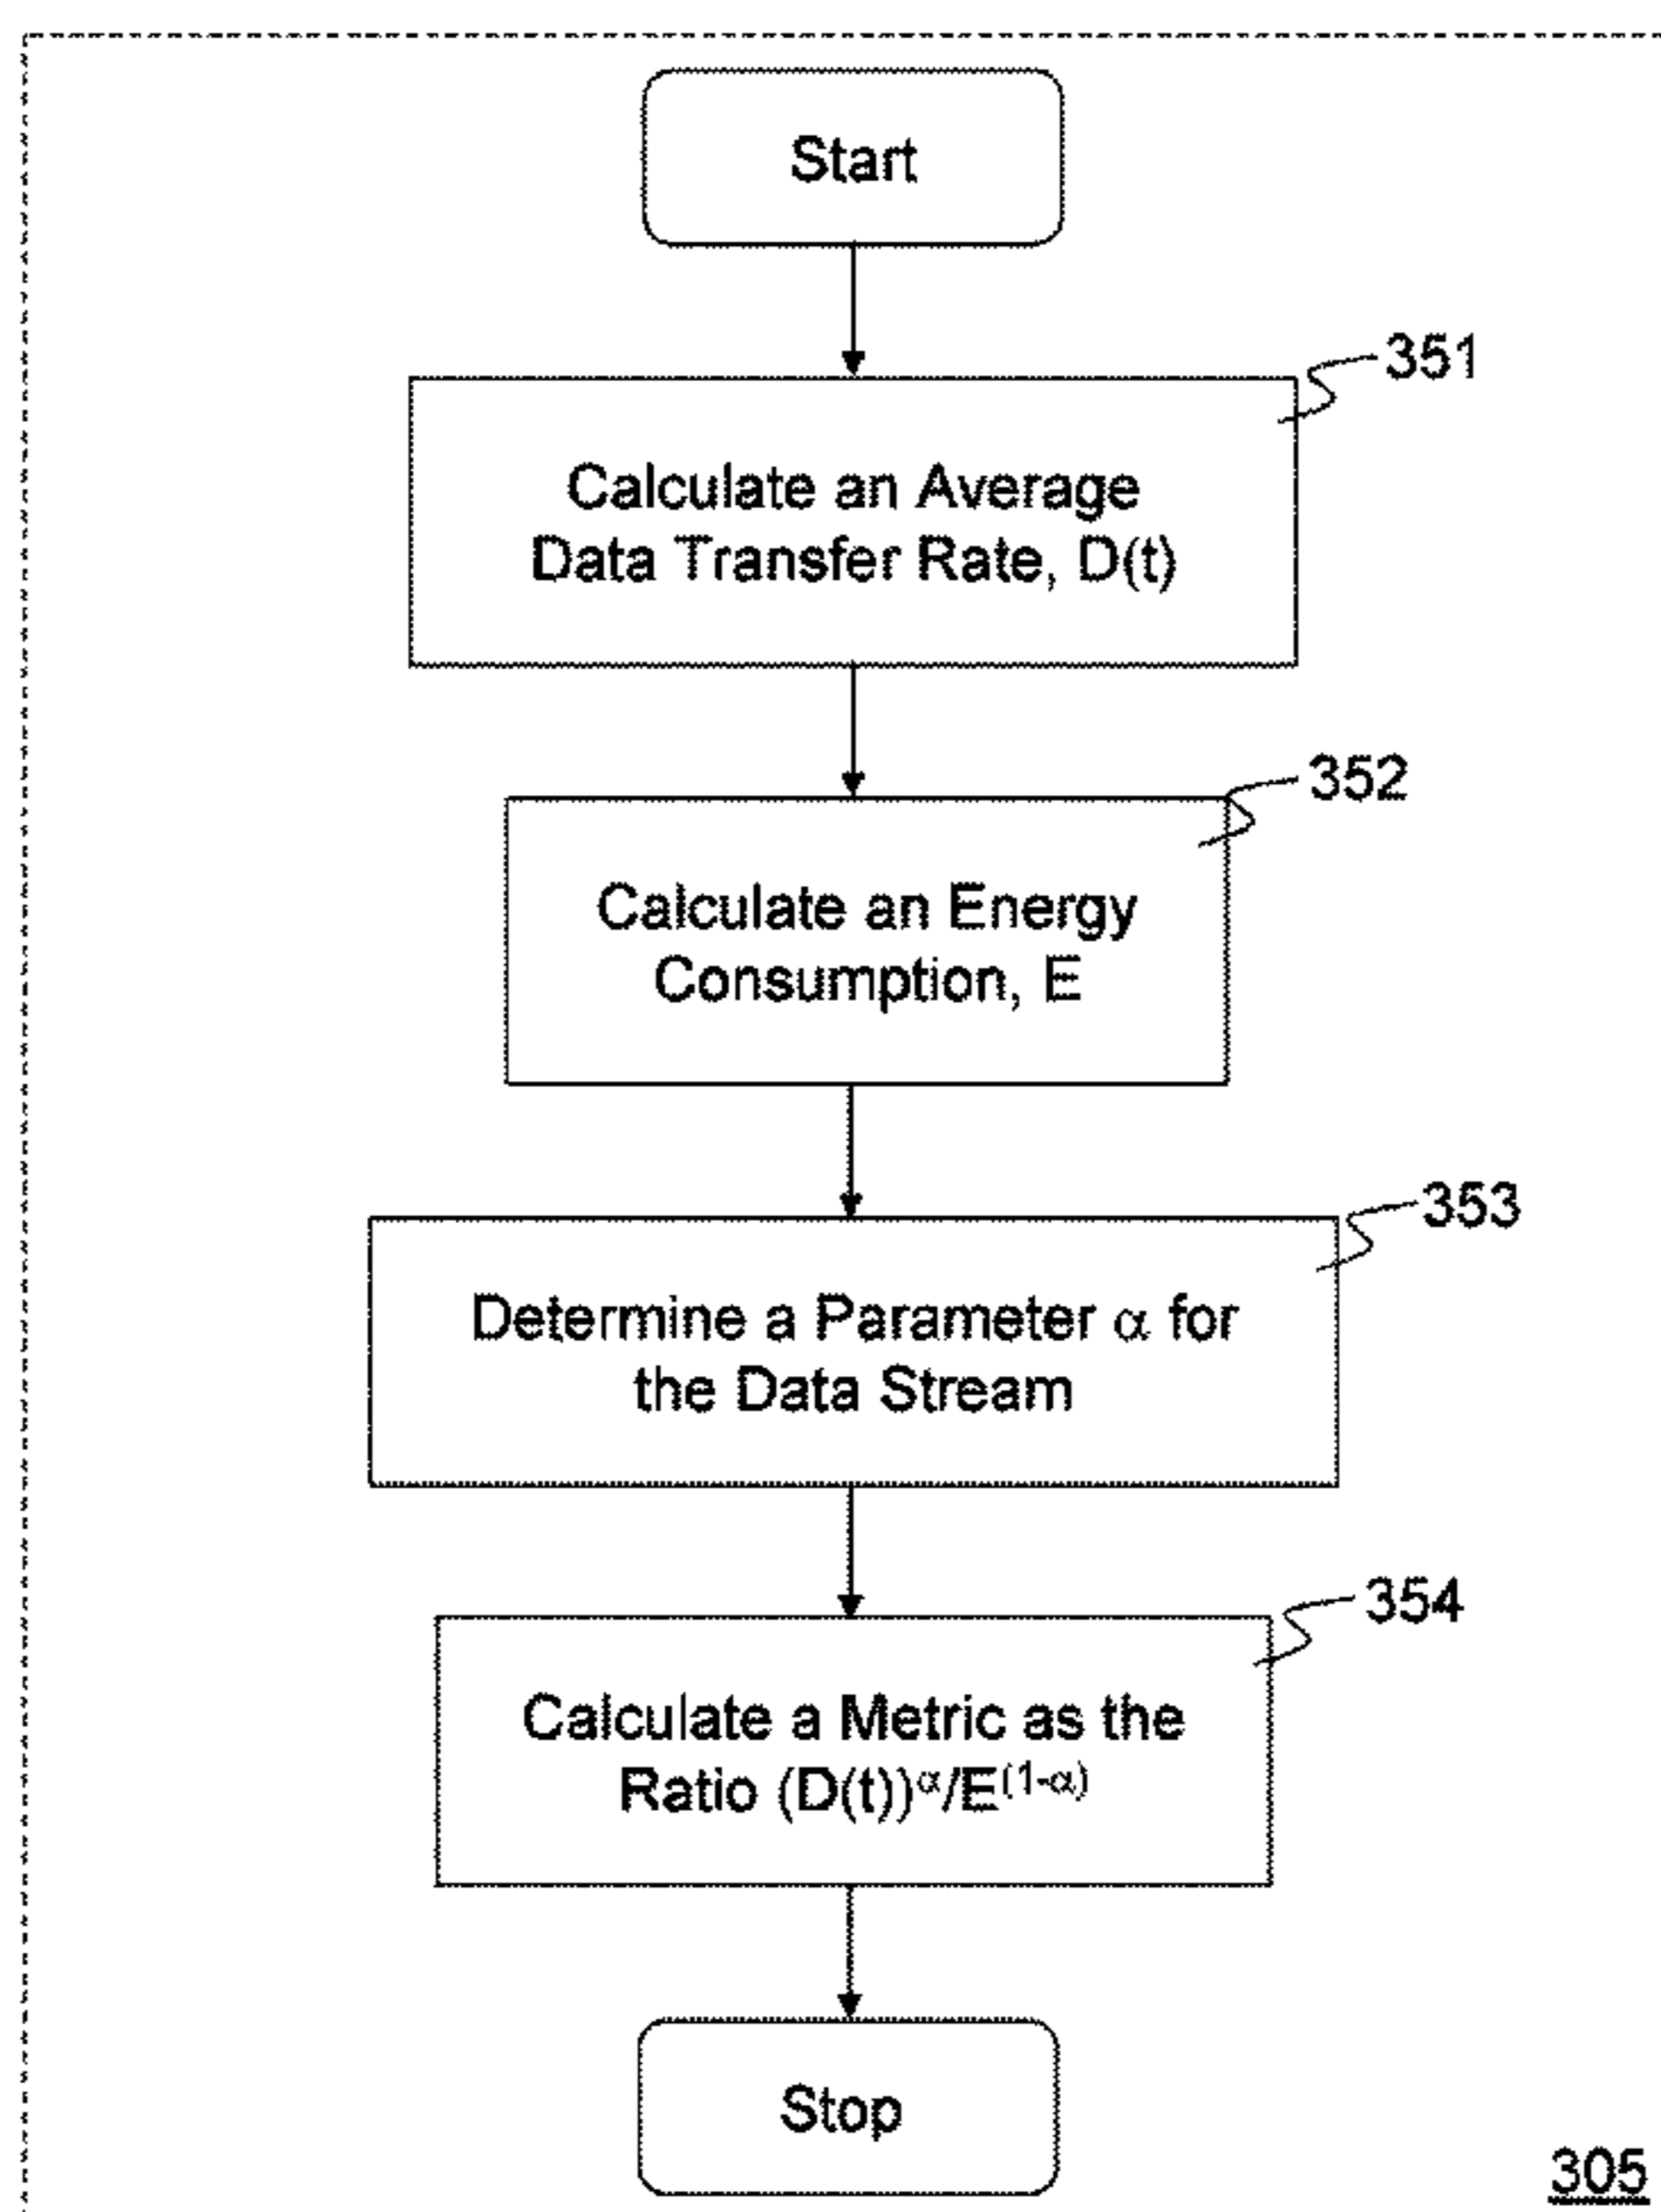 Start
351
Calculate an Average
Data Transfer Rate, D(t)
352
Calculate an Energy
Consumption, E
353
Determine a Parameter α for
the Data Stream
354
Calculate a Metric as the
Ratio (D(t))^α/E^(1-α)
Stop
305